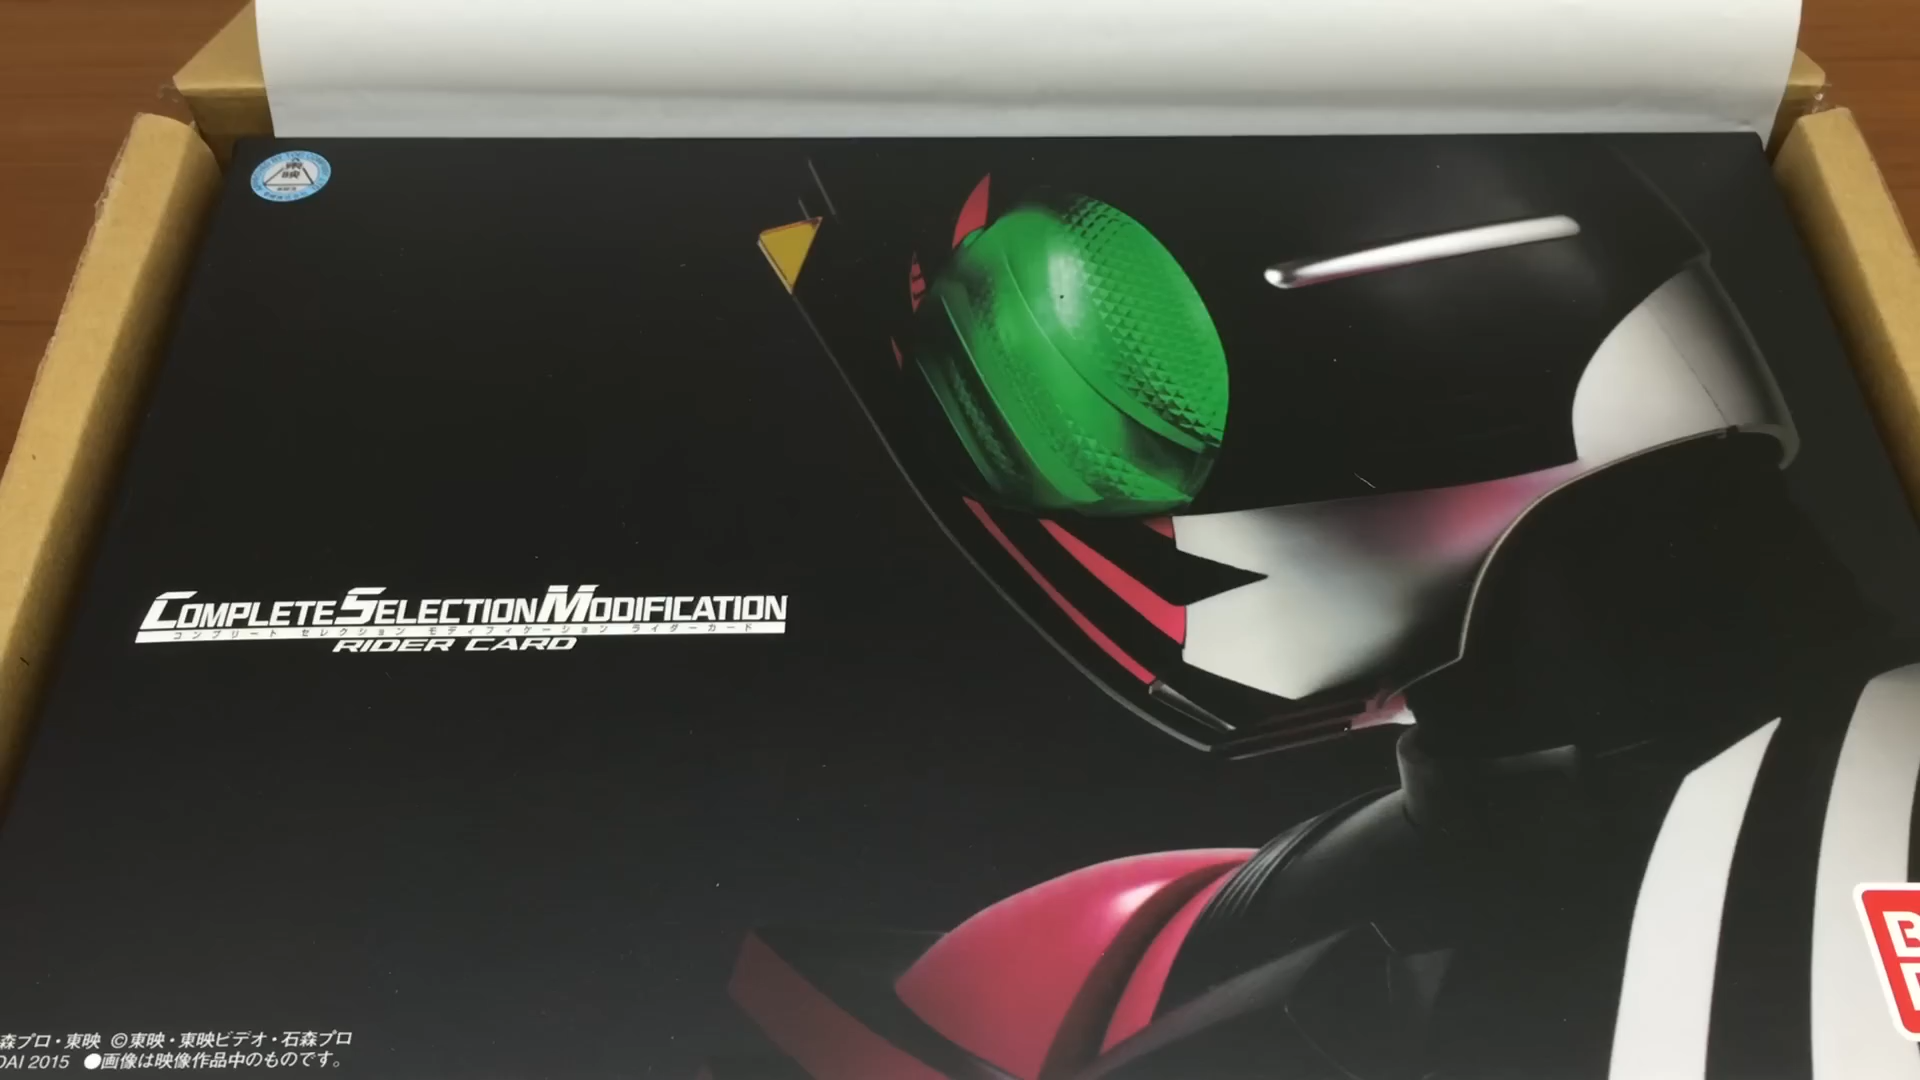 東映
COMPLETE SELECTION MODIFICATION
コンプリート セレクション モディフィケーション ライダーカード
RIDER CARD
森プロ・東映 ©東映・東映ビデオ・石森プロ
DAI 2015 ●画像は映像作品中のものです。